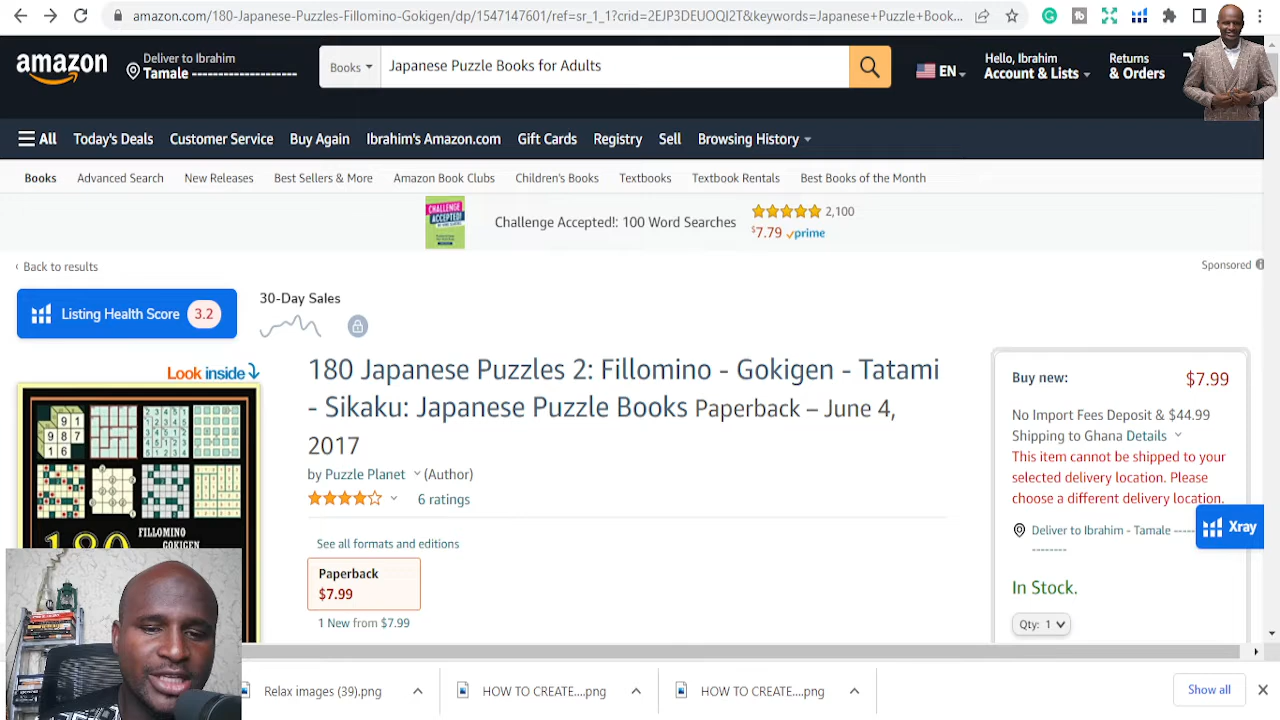 amazon.com/180-Japanese-Puzzles-Fillomino-Gokigen/dp/1547147601/ref=sr_1_1?crid=2EJP3DEUOQI2T&keywords=Japanese+Puzzle+Book...
amazon
Deliver to Ibrahim
Tamale --------------------
Books
Japanese Puzzle Books for Adults
EN
Hello, Ibrahim
Account & Lists
Returns
& Orders
All
Today's Deals
Customer Service
Buy Again
Ibrahim's Amazon.com
Gift Cards
Registry
Sell
Browsing History
Books
Advanced Search
New Releases
Best Sellers & More
Amazon Book Clubs
Children's Books
Textbooks
Textbook Rentals
Best Books of the Month
CHALLENGE
ACCEPTED!
Challenge Accepted!: 100 Word Searches
2,100
$7.79 prime
‹ Back to results
Sponsored
Listing Health Score 3.2
30-Day Sales
Look inside
180 Japanese Puzzles 2: Fillomino - Gokigen - Tatami
- Sikaku: Japanese Puzzle Books Paperback – June 4,
2017
by Puzzle Planet (Author)
6 ratings
See all formats and editions
Paperback
$7.99
1 New from $7.99
180
FILLOMINO
GOKIGEN
Buy new:
$7.99
No Import Fees Deposit & $44.99
Shipping to Ghana Details
This item cannot be shipped to your
selected delivery location. Please
choose a different delivery location.
Deliver to Ibrahim - Tamale -----
--------
Xray
In Stock.
Qty: 1
Relax images (39).png
HOW TO CREATE....png
HOW TO CREATE....png
Show all